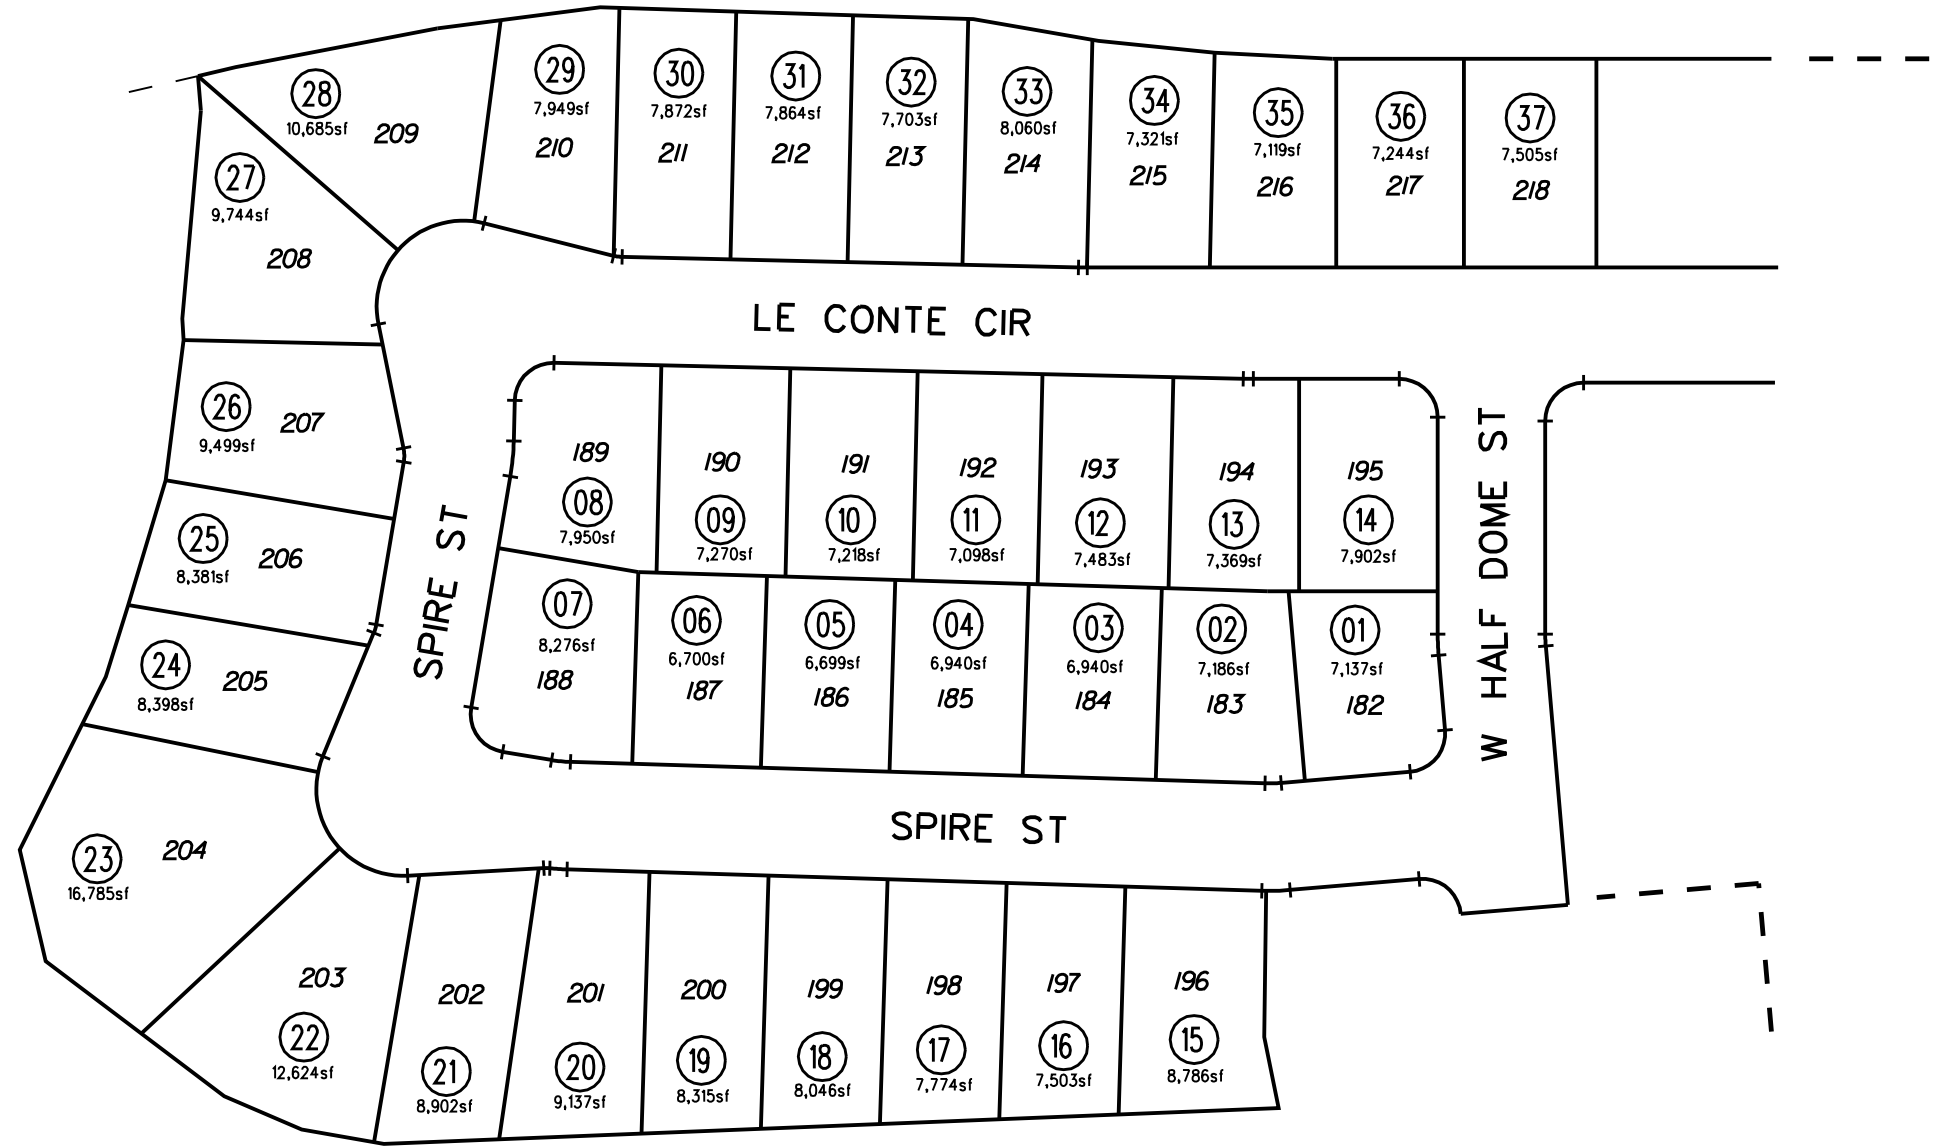 28
10,685sf
209
29
7,949sf
210
30
7,872sf
211
31
7,864sf
212
32
7,703sf
213
33
8,060sf
214
34
7,321sf
215
35
7,119sf
216
36
7,244sf
217
37
7,505sf
218
27
9,744sf
208
LE CONTE CIR
26
9,499sf
207
25
8,381sf
206
24
8,398sf
205
23
16,785sf
204
SPIRE ST
189
08
7,950sf
190
09
7,270sf
191
10
7,218sf
192
11
7,098sf
193
12
7,483sf
194
13
7,369sf
195
14
7,902sf
W HALF DOME ST
07
8,276sf
188
06
6,700sf
187
05
6,699sf
186
04
6,940sf
185
03
6,940sf
184
02
7,186sf
183
01
7,137sf
182
SPIRE ST
203
22
12,624sf
202
21
8,902sf
201
20
9,137sf
200
19
8,315sf
199
18
8,046sf
198
17
7,774sf
197
16
7,503sf
196
15
8,786sf